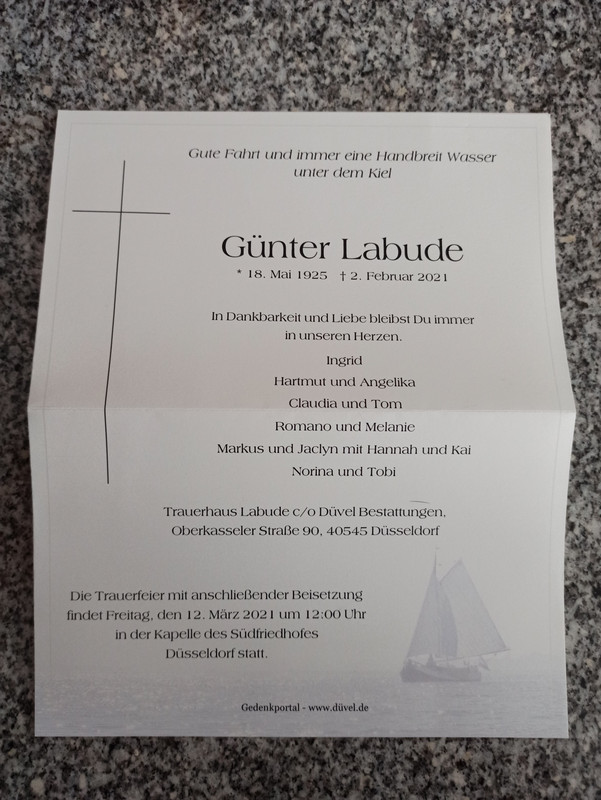 Gute Fahrt und immer eine Handbreit Wasser
unter dem Kiel
Günter Labude
* 18. Mai 1925 † 2. Februar 2021
In Dankbarkeit und Liebe bleibst Du immer
in unseren Herzen.
Ingrid
Hartmut und Angelika
Claudia und Tom
Romano und Melanie
Markus und Jaclyn mit Hannah und Kai
Norina und Tobi
Trauerhaus Labude c/o Düvel Bestattungen,
Oberkasseler Straße 90, 40545 Düsseldorf
Die Trauerfeier mit anschließender Beisetzung
findet Freitag, den 12. März 2021 um 12:00 Uhr
in der Kapelle des Südfriedhofes
Düsseldorf statt.
Gedenkportal - www.düvel.de